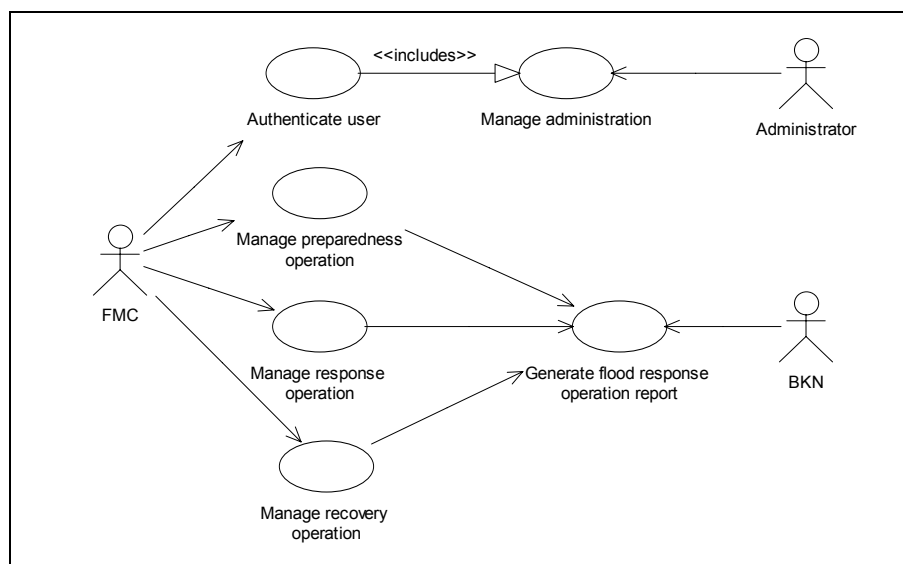 <<includes>>
Authenticate user
Manage administration
Administrator
Manage preparedness
operation
FMC
Manage response
operation
Generate flood response
operation report
BKN
Manage recovery
operation